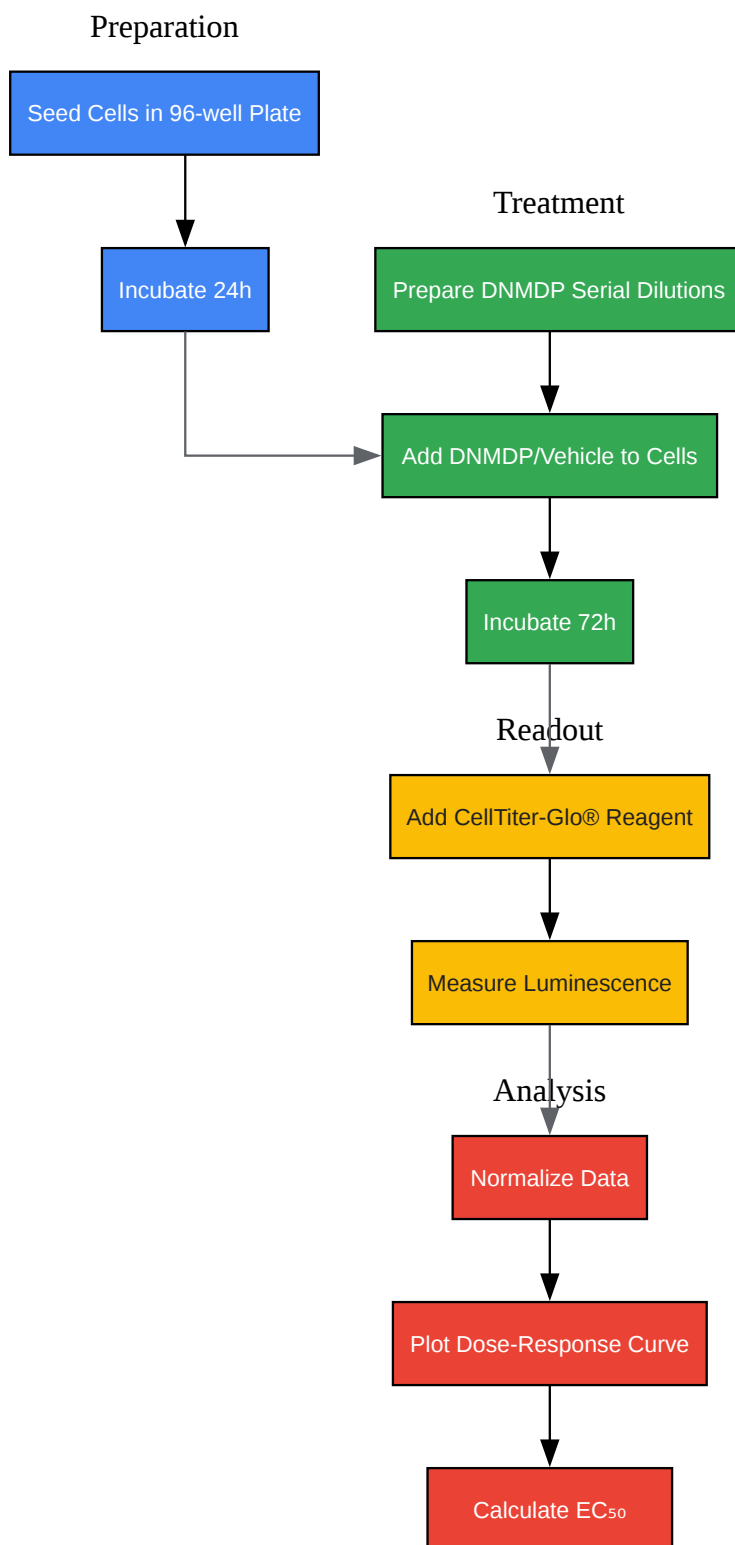 Preparation
Seed Cells in 96-well Plate
Treatment
Incubate 24h
Prepare DNMDP Serial Dilutions
Add DNMDP/Vehicle to Cells
Incubate 72h
Readout
Add CellTiter-Glo® Reagent
Measure Luminescence
Analysis
Normalize Data
Plot Dose-Response Curve
Calculate EC₅₀